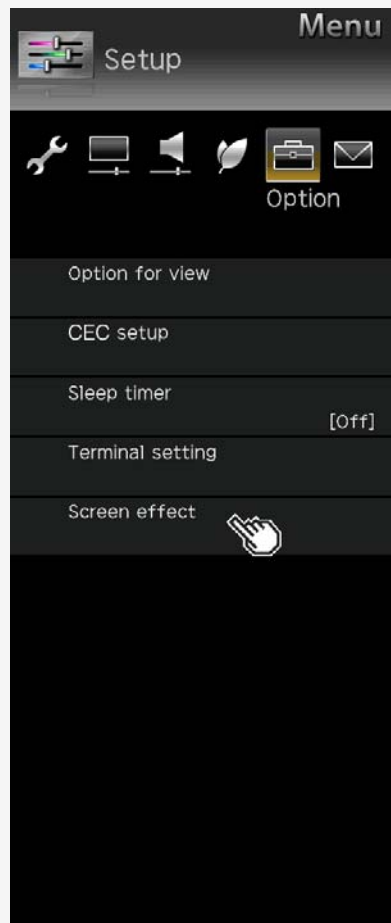 Menu
Setup
Option
Option for view
CEC setup
Sleep timer
[Off]
Terminal setting
Screen effect